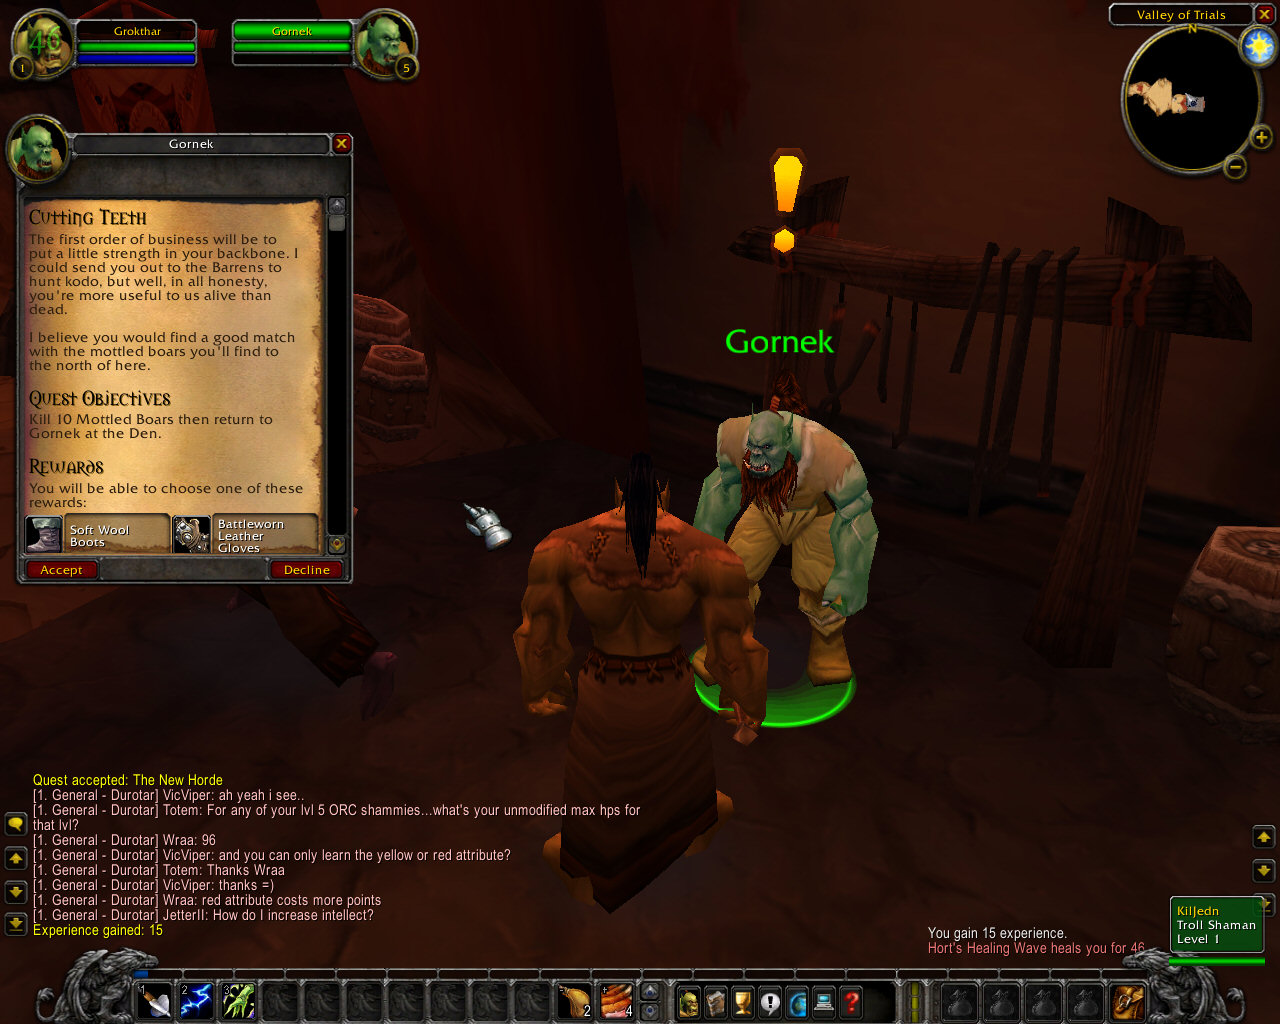 46
Grokthar
1
Gornek
5
Valley of Trials
N
Gornek
Cutting Teeth
The first order of business will be to
put a little strength in your backbone. I
could send you out to the Barrens to
hunt kodo, but well, in all honesty,
you're more useful to us alive than
dead.
I believe you would find a good match
with the mottled boars you'll find to
the north of here.
Quest Objectives
Kill 10 Mottled Boars then return to
Gornek at the Den.
Rewards
You will be able to choose one of these
rewards:
Soft Wool
Boots
Battleworn
Leather
Gloves
Accept
Decline
Gornek
Quest accepted: The New Horde
[1. General - Durotar] VicViper: ah yeah i see..
[1. General - Durotar] Totem: For any of your lvl 5 ORC shammies...what's your unmodified max hps for
that lvl?
[1. General - Durotar] Wraa: 96
[1. General - Durotar] VicViper: and you can only learn the yellow or red attribute?
[1. General - Durotar] Totem: Thanks Wraa
[1. General - Durotar] VicViper: thanks =)
[1. General - Durotar] Wraa: red attribute costs more points
[1. General - Durotar] JetterII: How do I increase intellect?
Experience gained: 15
You gain 15 experience.
Hort's Healing Wave heals you for 46.
KilJedn
Troll Shaman
Level 1
1
2
3
2
4